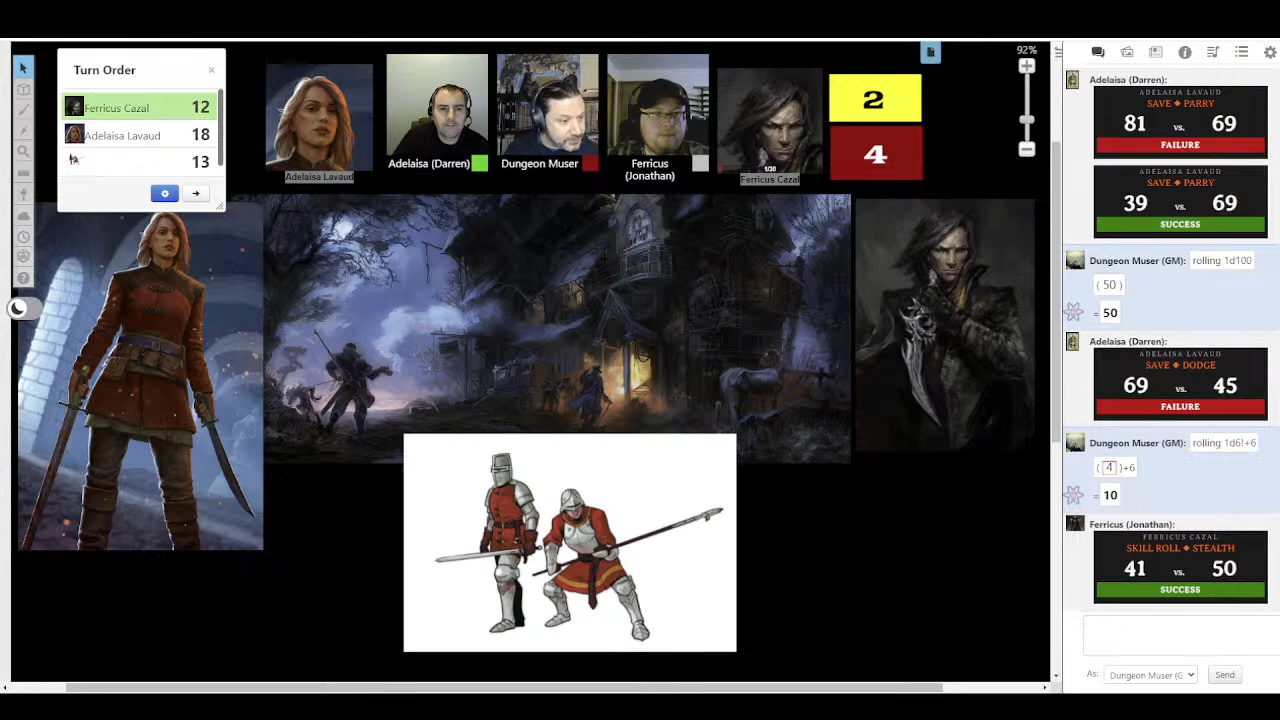 92%
Turn Order
×
Ferricus Cazal 12
Adelaisa Lavaud 18
13
Adelaisa Lavaud
Adelaisa (Darren)
Dungeon Muser
Ferricus
(Jonathan)
1/30
Ferricus Cazal
2
4
Adelaisa (Darren):
ADELAISA LAVAUD
SAVE ◆ PARRY
81 vs. 69
FAILURE
ADELAISA LAVAUD
SAVE ◆ PARRY
39 vs. 69
SUCCESS
Dungeon Muser (GM): rolling 1d100
( 50 )
= 50
Adelaisa (Darren):
ADELAISA LAVAUD
SAVE ◆ DODGE
69 vs. 45
FAILURE
Dungeon Muser (GM): rolling 1d6!+6
( 4 )+6
= 10
Ferricus (Jonathan):
FERRICUS CAZAL
SKILL ROLL ◆ STEALTH
41 vs. 50
SUCCESS
As: Dungeon Muser (G Send